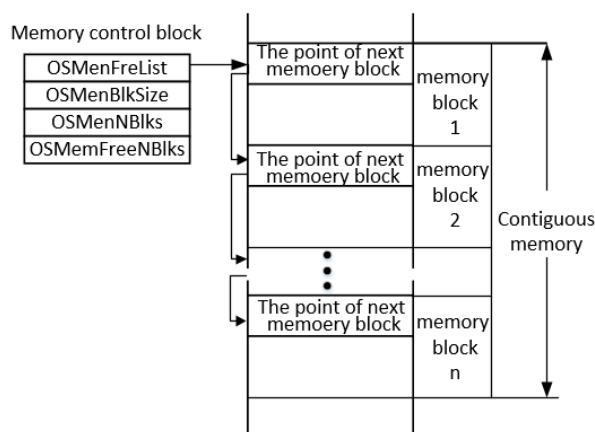 Memory control block
OSMenFreList
OSMenBlkSize
OSMenNBlks
OSMemFreeNBlks
The point of next
memoery block
memory
block
1
The point of next
memoery block
memory
block
2
Contiguous
memory
The point of next
memoery block
memory
block
n